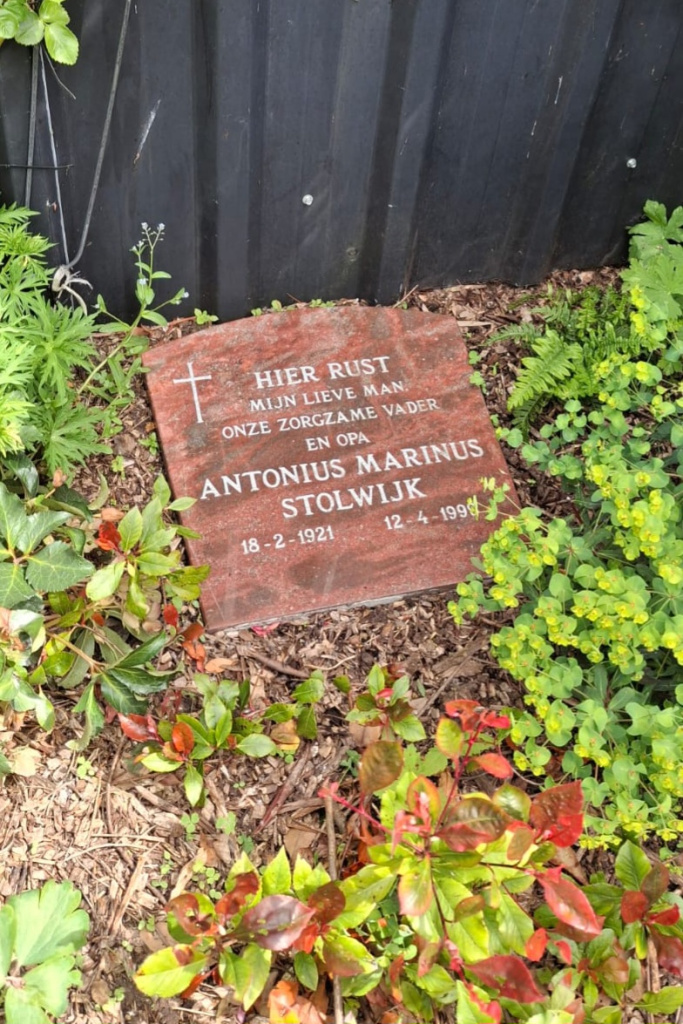 HIER RUST
MIJN LIEVE MAN
ONZE ZORGZAME VADER
EN OPA
ANTONIUS MARINUS
STOLWIJK
18-2-1921